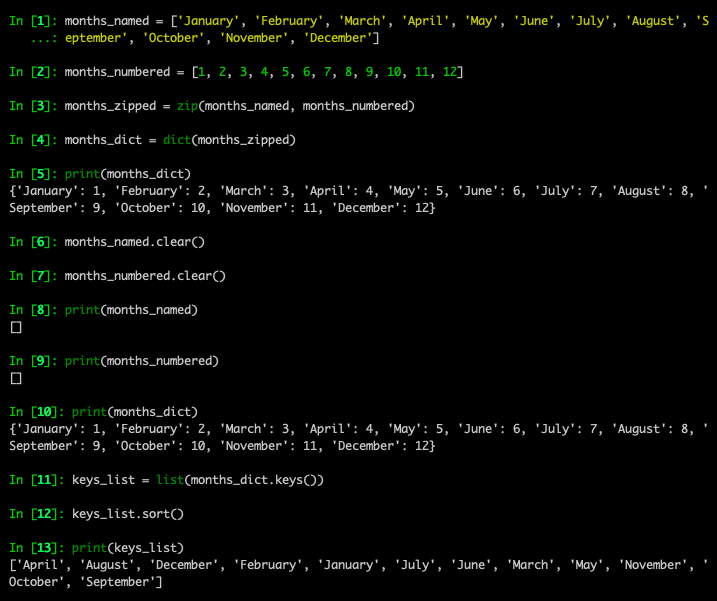 In [1]: months_named = ['January', 'February', 'March', 'April', 'May', 'June', 'July', 'August', 'S
   ...: eptember', 'October', 'November', 'December']
In [2]: months_numbered = [1, 2, 3, 4, 5, 6, 7, 8, 9, 10, 11, 12]
In [3]: months_zipped = zip(months_named, months_numbered)
In [4]: months_dict = dict(months_zipped)
In [5]: print(months_dict)
{'January': 1, 'February': 2, 'March': 3, 'April': 4, 'May': 5, 'June': 6, 'July': 7, 'August': 8, '
September': 9, 'October': 10, 'November': 11, 'December': 12}
In [6]: months_named.clear()
In [7]: months_numbered.clear()
In [8]: print(months_named)
[]
In [9]: print(months_numbered)
[]
In [10]: print(months_dict)
{'January': 1, 'February': 2, 'March': 3, 'April': 4, 'May': 5, 'June': 6, 'July': 7, 'August': 8, '
September': 9, 'October': 10, 'November': 11, 'December': 12}
In [11]: keys_list = list(months_dict.keys())
In [12]: keys_list.sort()
In [13]: print(keys_list)
['April', 'August', 'December', 'February', 'January', 'July', 'June', 'March', 'May', 'November', '
October', 'September']